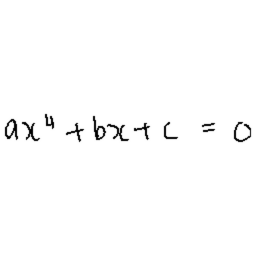 ax⁴ + bx + c = 0